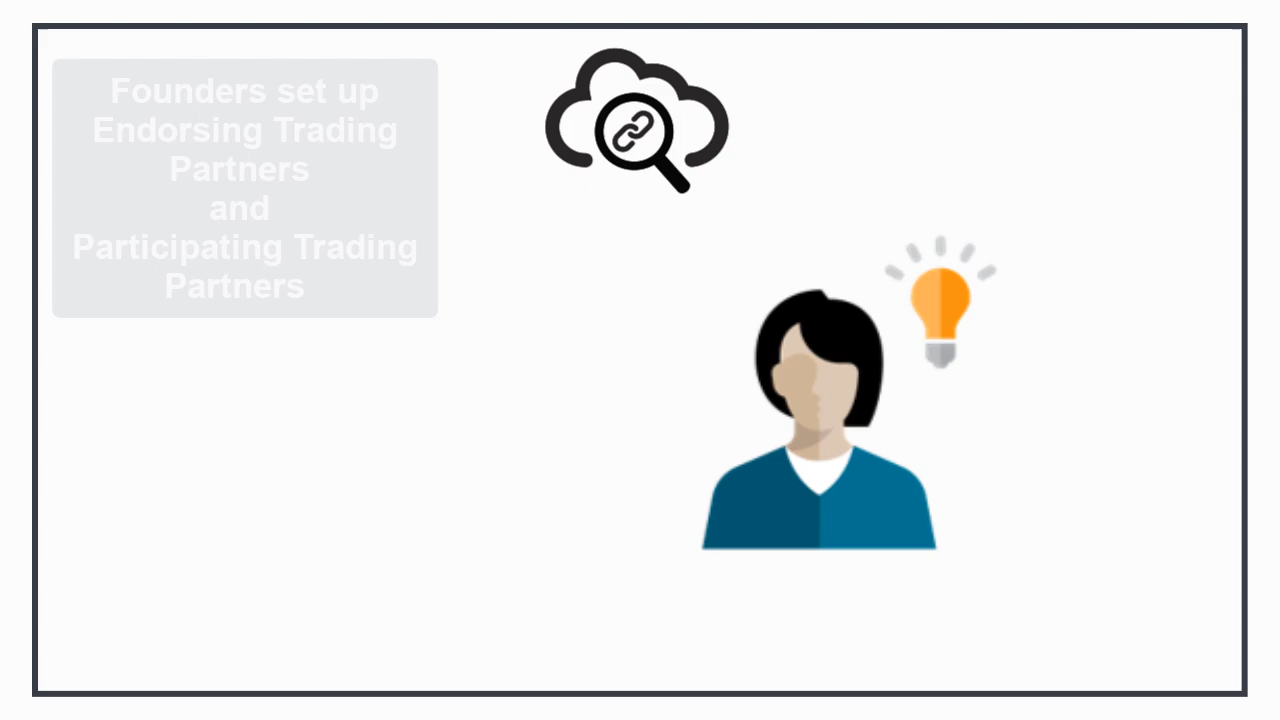 Founders set up
Endorsing Trading
Partners
and
Participating Trading
Partners